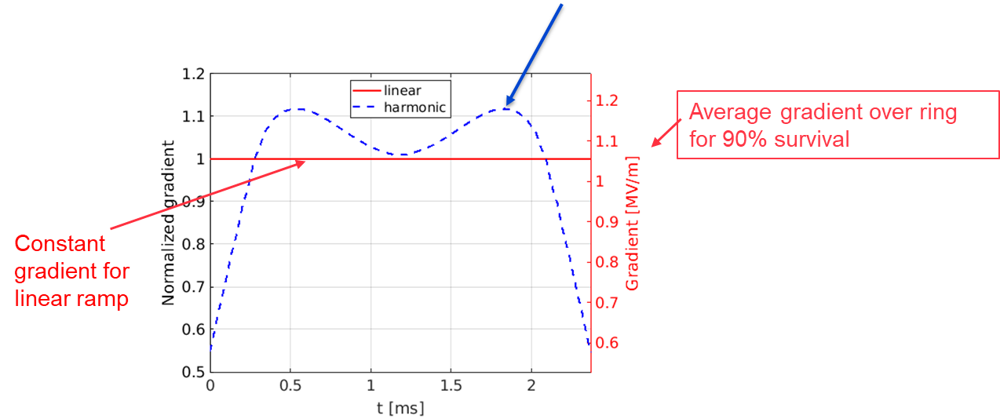 1.2
1.1
1
0.9
0.8
0.7
0.6
0.5
Normalized gradient
linear
harmonic
0
0.5
1
1.5
2
t [ms]
1.2
1.1
1
0.9
0.8
0.7
0.6
Gradient [MV/m]
Average gradient over ring
for 90% survival
Constant
gradient for
linear ramp